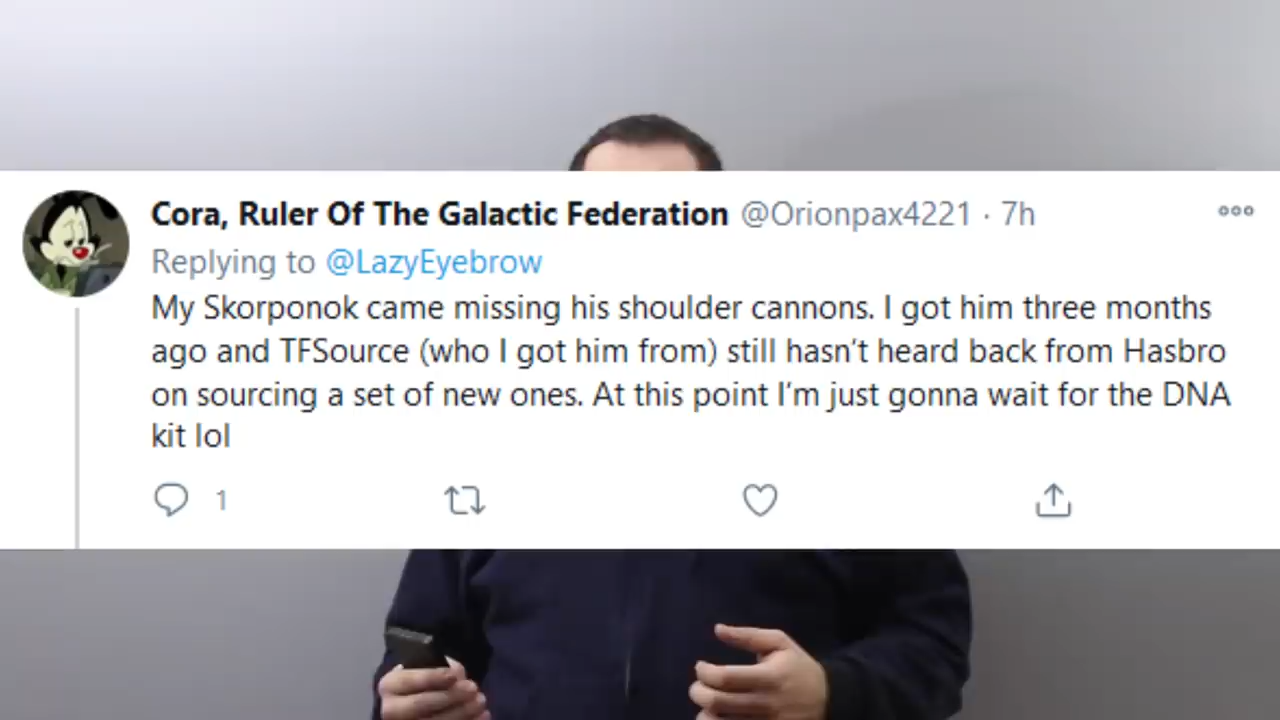 Cora, Ruler Of The Galactic Federation @Orionpax4221 · 7h
Replying to @LazyEyebrow
My Skorponok came missing his shoulder cannons. I got him three months
ago and TFSource (who I got him from) still hasn't heard back from Hasbro
on sourcing a set of new ones. At this point I'm just gonna wait for the DNA
kit lol
1